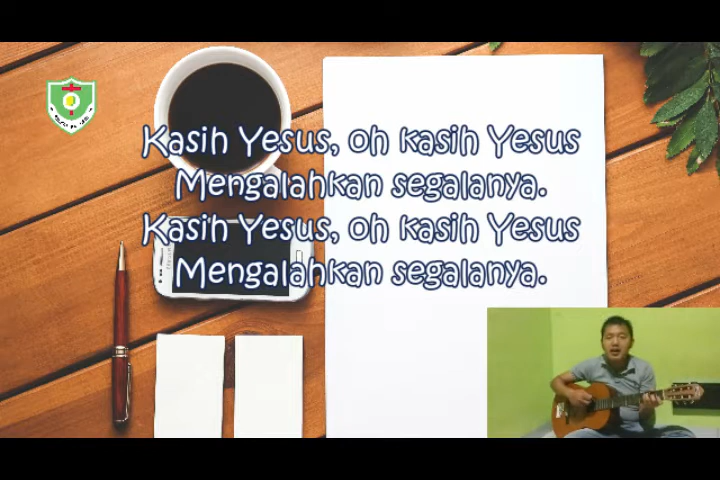 Kasih Yesus, oh kasih Yesus
Mengalahkan segalanya.
Kasih Yesus, oh kasih Yesus
Mengalahkan segalanya.